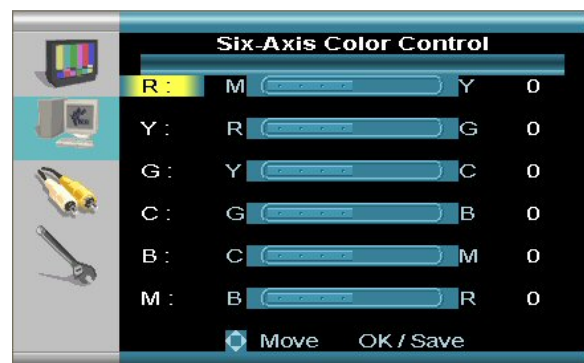 Six-Axis Color Control
R : M Y 0
Y : R G 0
G : Y C 0
C : G B 0
B : C M 0
M : B R 0
Move OK / Save